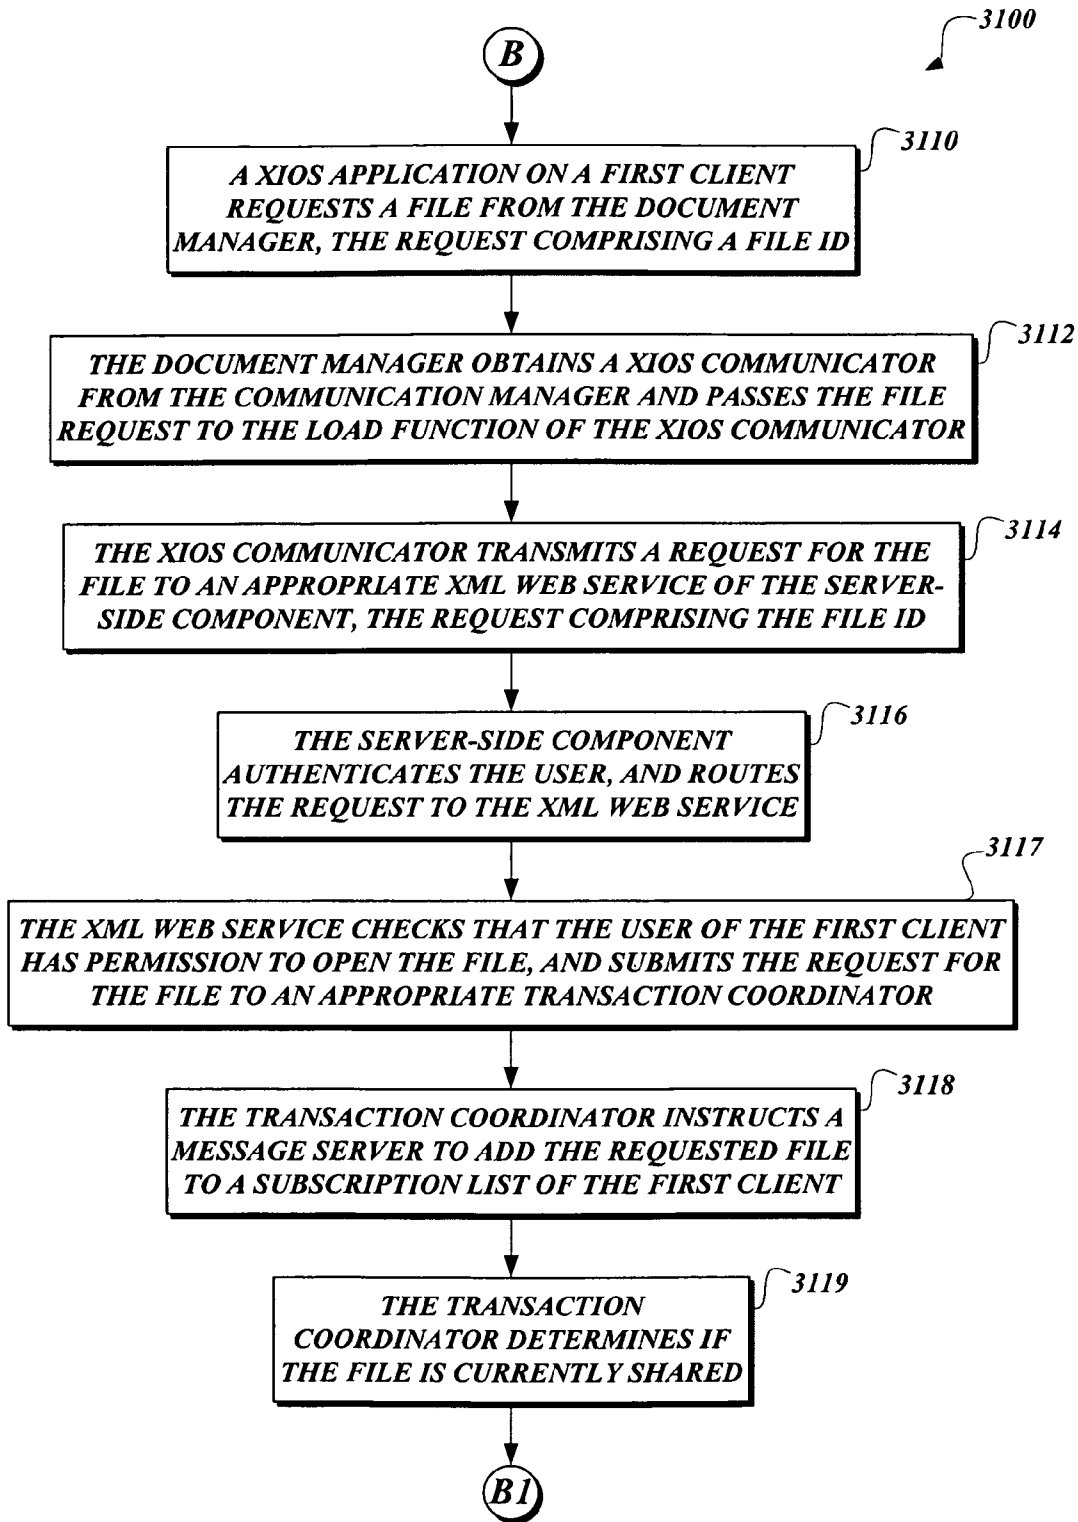 3100
B
3110
A XIOS APPLICATION ON A FIRST CLIENT
REQUESTS A FILE FROM THE DOCUMENT
MANAGER, THE REQUEST COMPRISING A FILE ID
3112
THE DOCUMENT MANAGER OBTAINS A XIOS COMMUNICATOR
FROM THE COMMUNICATION MANAGER AND PASSES THE FILE
REQUEST TO THE LOAD FUNCTION OF THE XIOS COMMUNICATOR
3114
THE XIOS COMMUNICATOR TRANSMITS A REQUEST FOR THE
FILE TO AN APPROPRIATE XML WEB SERVICE OF THE SERVER-
SIDE COMPONENT, THE REQUEST COMPRISING THE FILE ID
3116
THE SERVER-SIDE COMPONENT
AUTHENTICATES THE USER, AND ROUTES
THE REQUEST TO THE XML WEB SERVICE
3117
THE XML WEB SERVICE CHECKS THAT THE USER OF THE FIRST CLIENT
HAS PERMISSION TO OPEN THE FILE, AND SUBMITS THE REQUEST FOR
THE FILE TO AN APPROPRIATE TRANSACTION COORDINATOR
3118
THE TRANSACTION COORDINATOR INSTRUCTS A
MESSAGE SERVER TO ADD THE REQUESTED FILE
TO A SUBSCRIPTION LIST OF THE FIRST CLIENT
3119
THE TRANSACTION
COORDINATOR DETERMINES IF
THE FILE IS CURRENTLY SHARED
B1